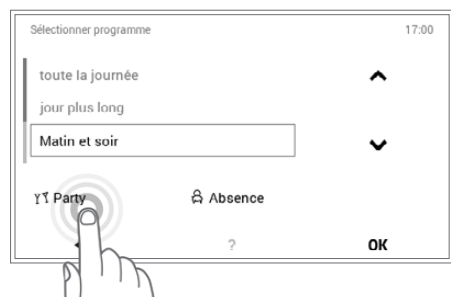 Sélectionner programme 17:00
toute la journée
jour plus long
Matin et soir
Party Absence
? OK